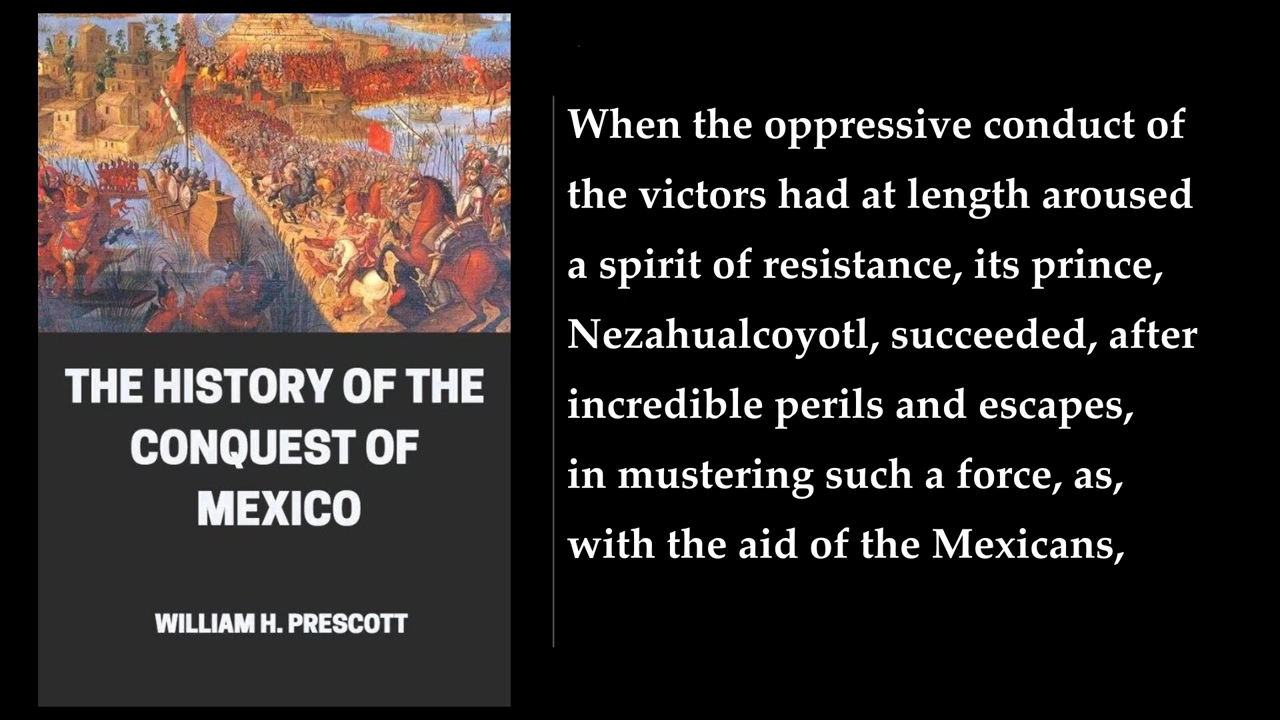 THE HISTORY OF THE
CONQUEST OF
MEXICO
WILLIAM H. PRESCOTT
When the oppressive conduct of
the victors had at length aroused
a spirit of resistance, its prince,
Nezahualcoyotl, succeeded, after
incredible perils and escapes,
in mustering such a force, as,
with the aid of the Mexicans,